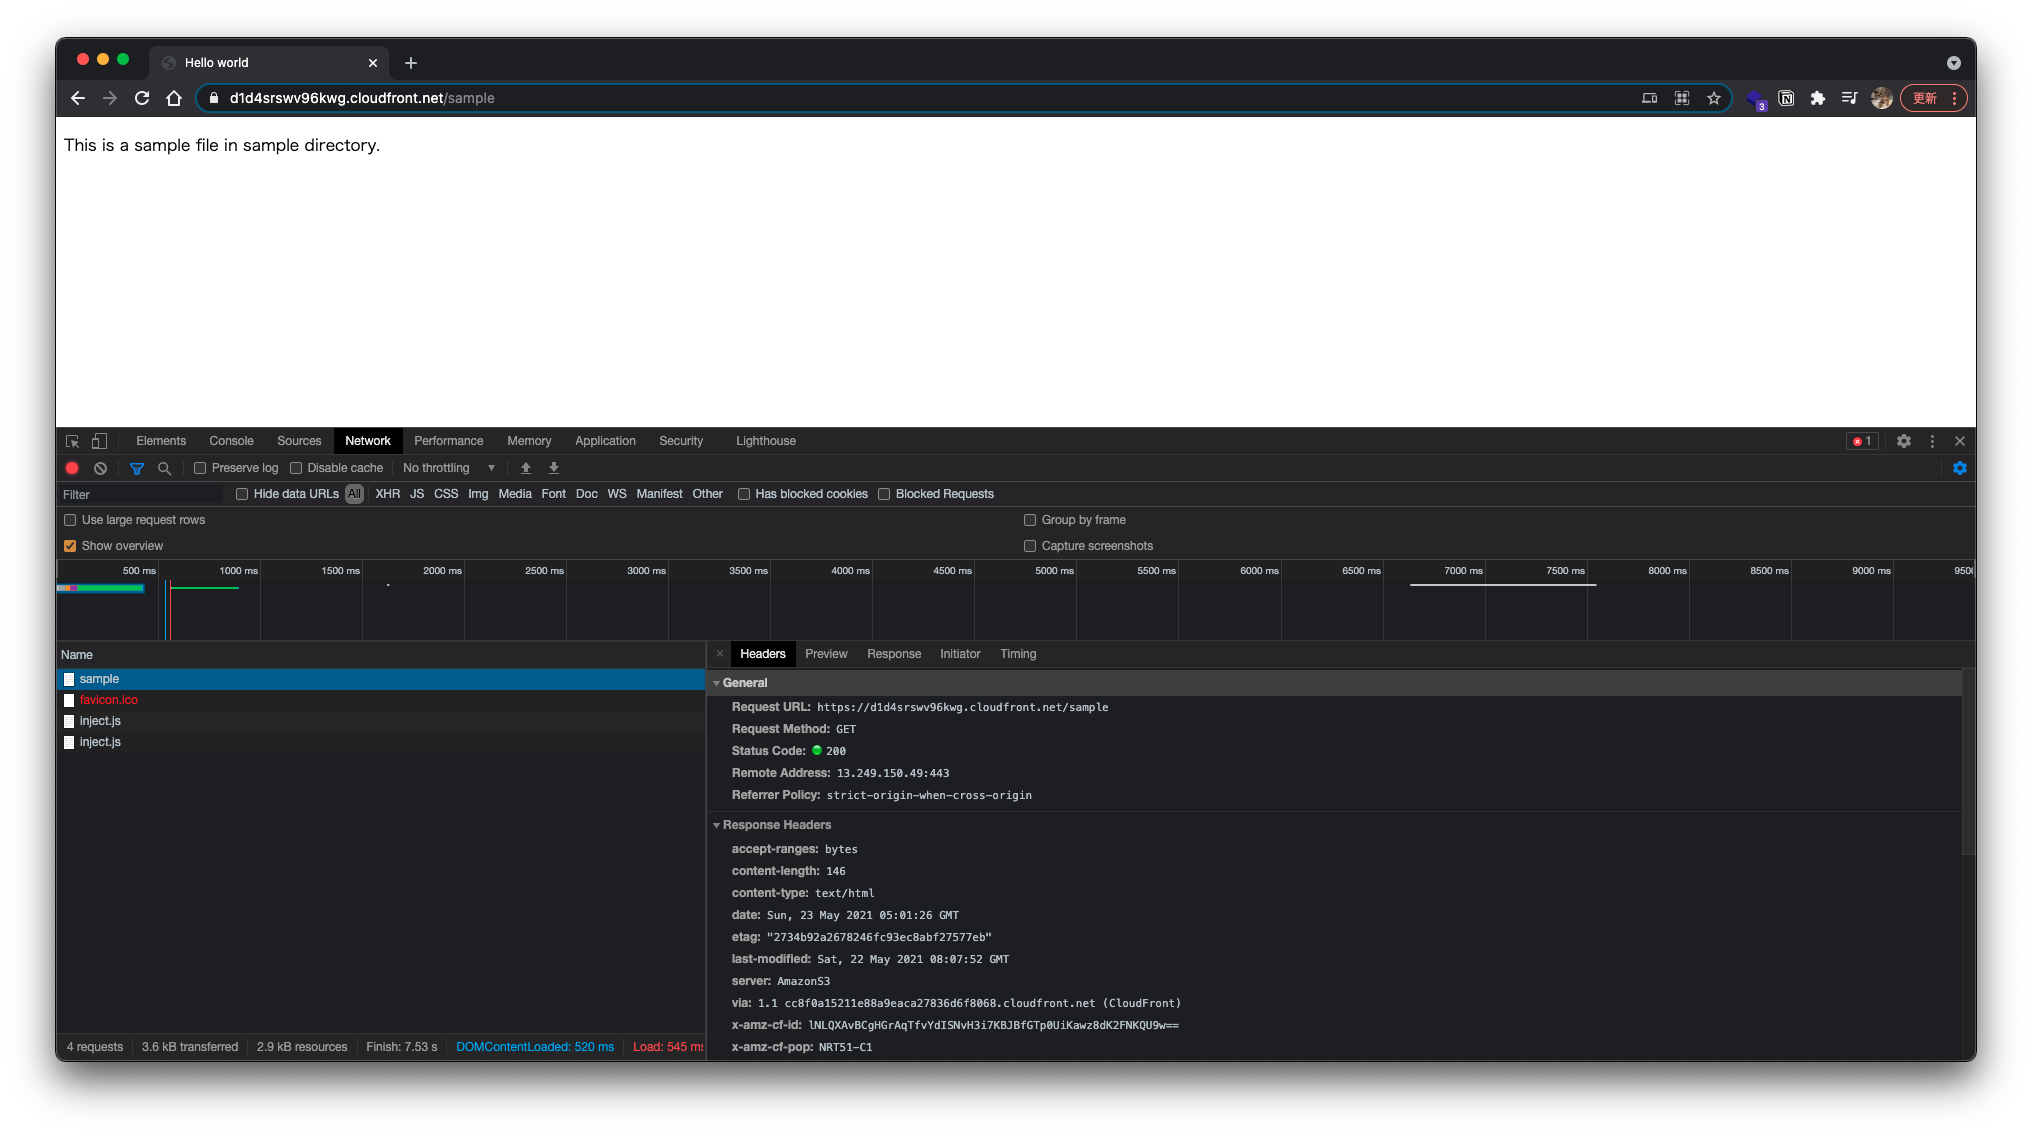 Hello world
d1d4srswv96kwg.cloudfront.net/sample
3
更新
This is a sample file in sample directory.
Elements Console Sources Network Performance Memory Application Security Lighthouse
1
Preserve log Disable cache No throttling
Filter Hide data URLs All XHR JS CSS Img Media Font Doc WS Manifest Other Has blocked cookies Blocked Requests
Use large request rows Group by frame
Show overview Capture screenshots
500 ms 1000 ms 1500 ms 2000 ms 2500 ms 3000 ms 3500 ms 4000 ms 4500 ms 5000 ms 5500 ms 6000 ms 6500 ms 7000 ms 7500 ms 8000 ms 8500 ms 9000 ms 9500
Name
sample
favicon.ico
inject.js
inject.js
4 requests 3.6 kB transferred 2.9 kB resources Finish: 7.53 s DOMContentLoaded: 520 ms Load: 545 ms
Headers Preview Response Initiator Timing
General
Request URL: https://d1d4srswv96kwg.cloudfront.net/sample
Request Method: GET
Status Code: 200
Remote Address: 13.249.150.49:443
Referrer Policy: strict-origin-when-cross-origin
Response Headers
accept-ranges: bytes
content-length: 146
content-type: text/html
date: Sun, 23 May 2021 05:01:26 GMT
etag: "2734b92a2678246fc93ec8abf27577eb"
last-modified: Sat, 22 May 2021 08:07:52 GMT
server: AmazonS3
via: 1.1 cc8f0a15211e88a9eaca27836d6f8068.cloudfront.net (CloudFront)
x-amz-cf-id: lNLQXAvBCgHGrAqTfvYdISNvH3i7KBJBfGTp0UiKawz8dK2FNKQU9w==
x-amz-cf-pop: NRT51-C1